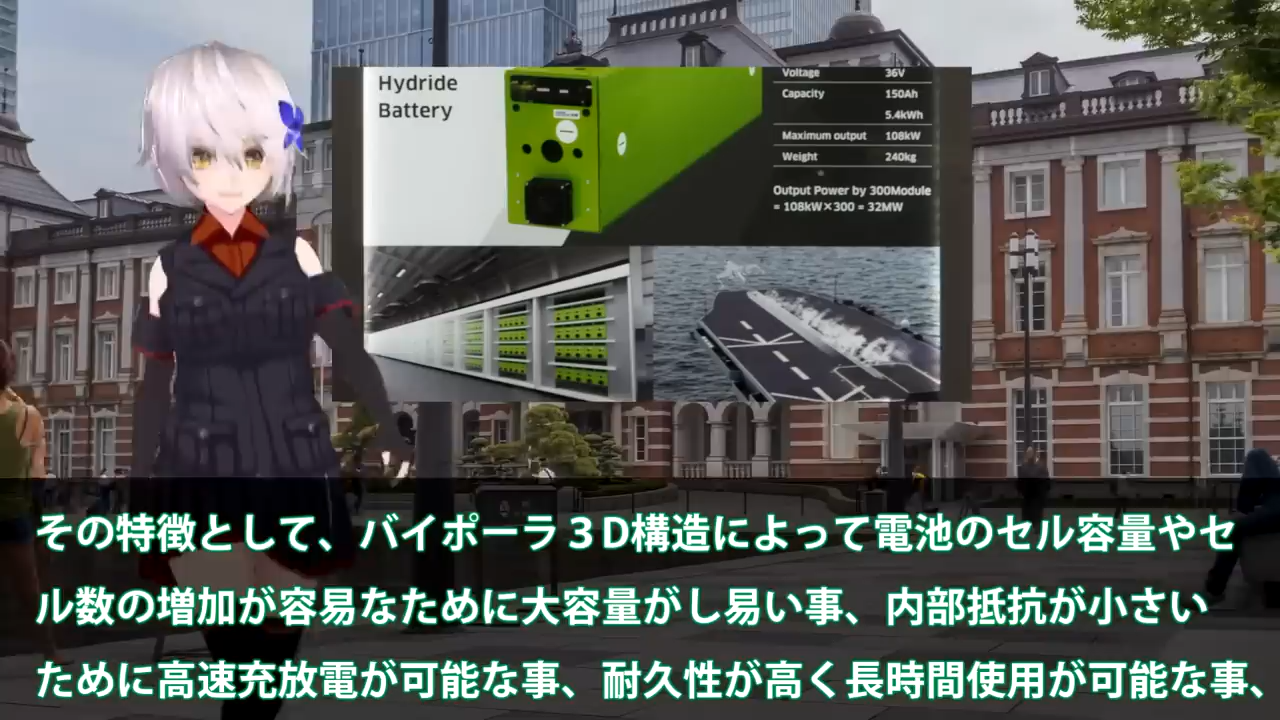 Hydride
Battery
Voltage 36V
Capacity 150Ah
5.4kWh
Maximum output 108kW
Weight 240kg
Output Power by 300Module
= 108kW×300 = 32MW
その特徴として、バイポーラ３D構造によって電池のセル容量やセ
ル数の増加が容易なために大容量がし易い事、内部抵抗が小さい
ために高速充放電が可能な事、耐久性が高く長時間使用が可能な事、